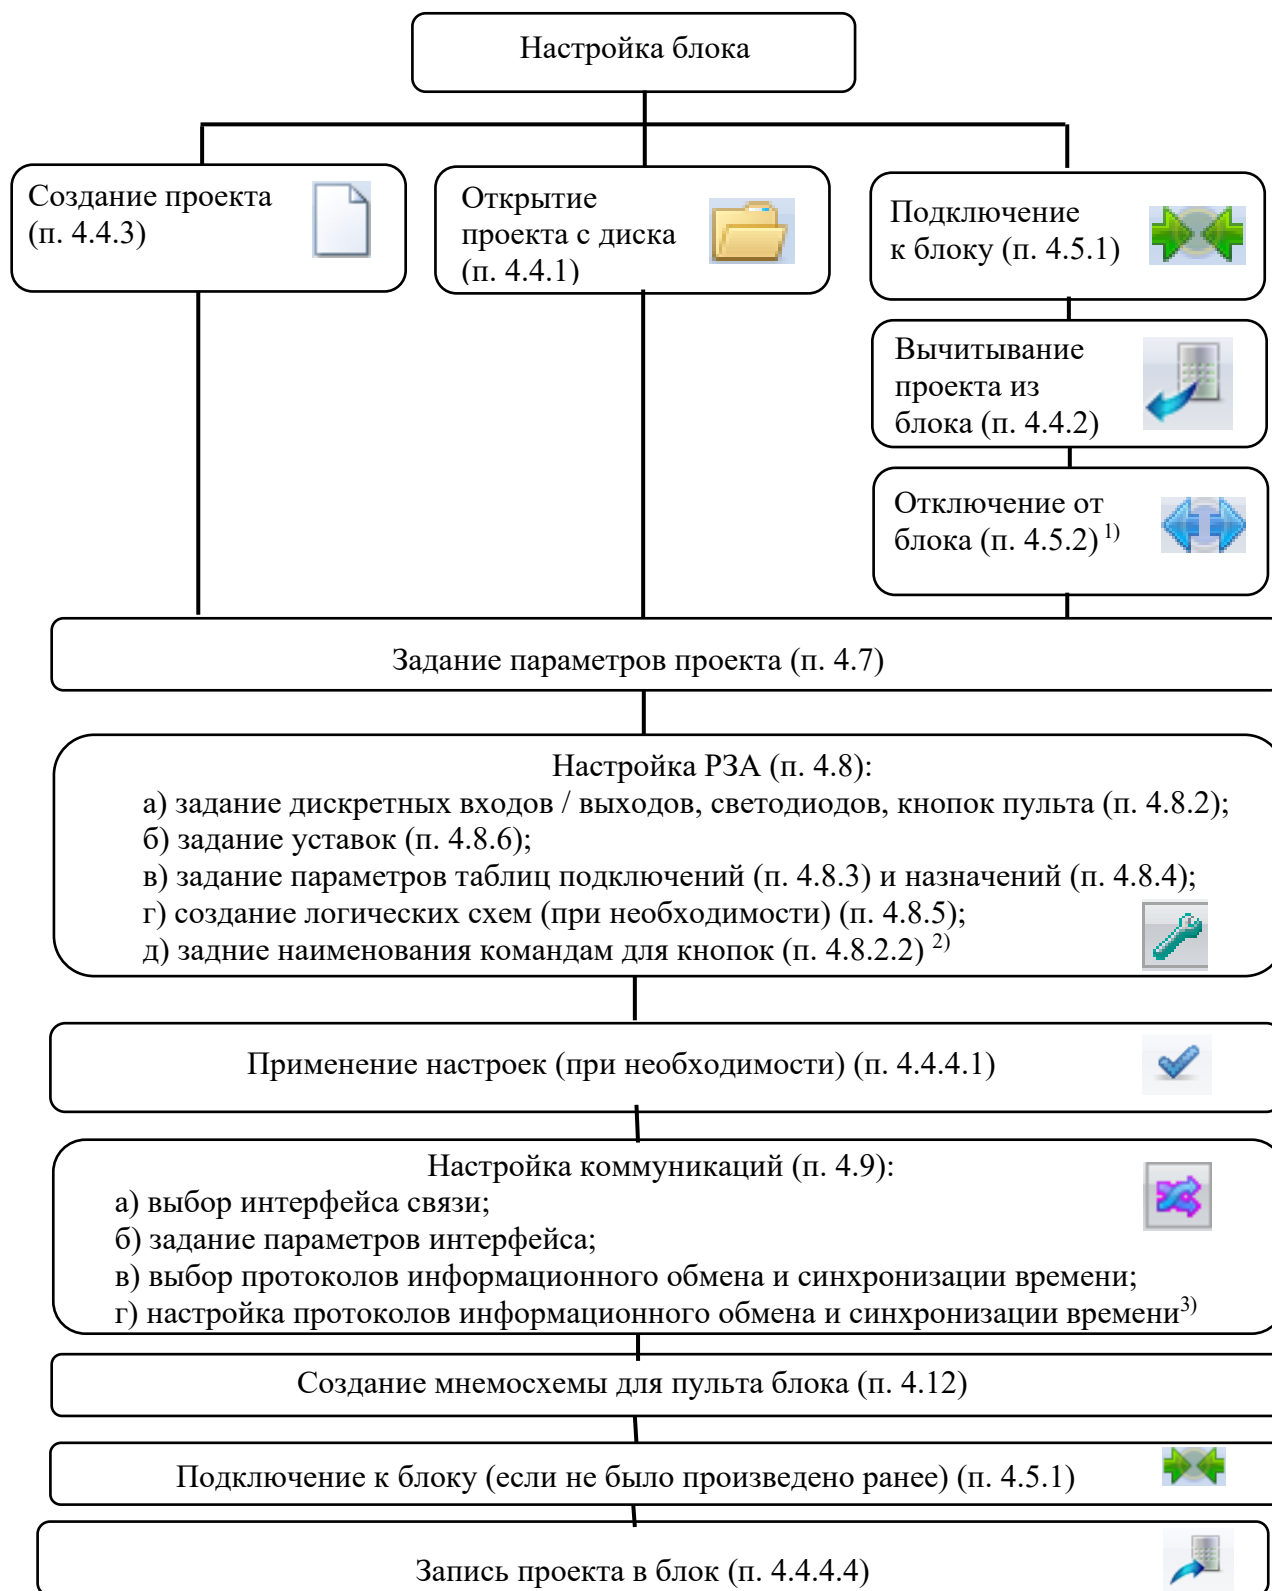 Настройка блока
Создание проекта
(п. 4.4.3)
Открытие
проекта с диска
(п. 4.4.1)
Подключение
к блоку (п. 4.5.1)
Вычитывание
проекта из
блока (п. 4.4.2)
Отключение от
блока (п. 4.5.2) 1)
Задание параметров проекта (п. 4.7)
Настройка РЗА (п. 4.8):
а) задание дискретных входов / выходов, светодиодов, кнопок пульта (п. 4.8.2);
б) задание уставок (п. 4.8.6);
в) задание параметров таблиц подключений (п. 4.8.3) и назначений (п. 4.8.4);
г) создание логических схем (при необходимости) (п. 4.8.5);
д) задние наименования командам для кнопок (п. 4.8.2.2) 2)
Применение настроек (при необходимости) (п. 4.4.4.1)
Настройка коммуникаций (п. 4.9):
а) выбор интерфейса связи;
б) задание параметров интерфейса;
в) выбор протоколов информационного обмена и синхронизации времени;
г) настройка протоколов информационного обмена и синхронизации времени3)
Создание мнемосхемы для пульта блока (п. 4.12)
Подключение к блоку (если не было произведено ранее) (п. 4.5.1)
Запись проекта в блок (п. 4.4.4.4)